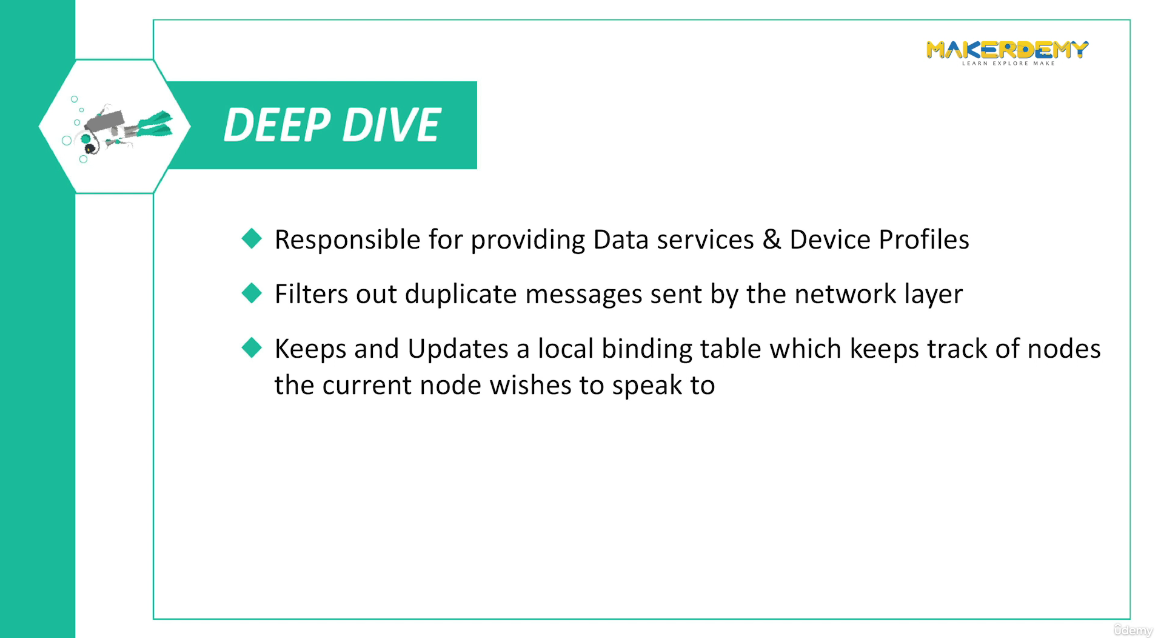 MAKERDEMY
LEARN EXPLORE MAKE
DEEP DIVE
Responsible for providing Data services & Device Profiles
Filters out duplicate messages sent by the network layer
Keeps and Updates a local binding table which keeps track of nodes
the current node wishes to speak to
ûdemy